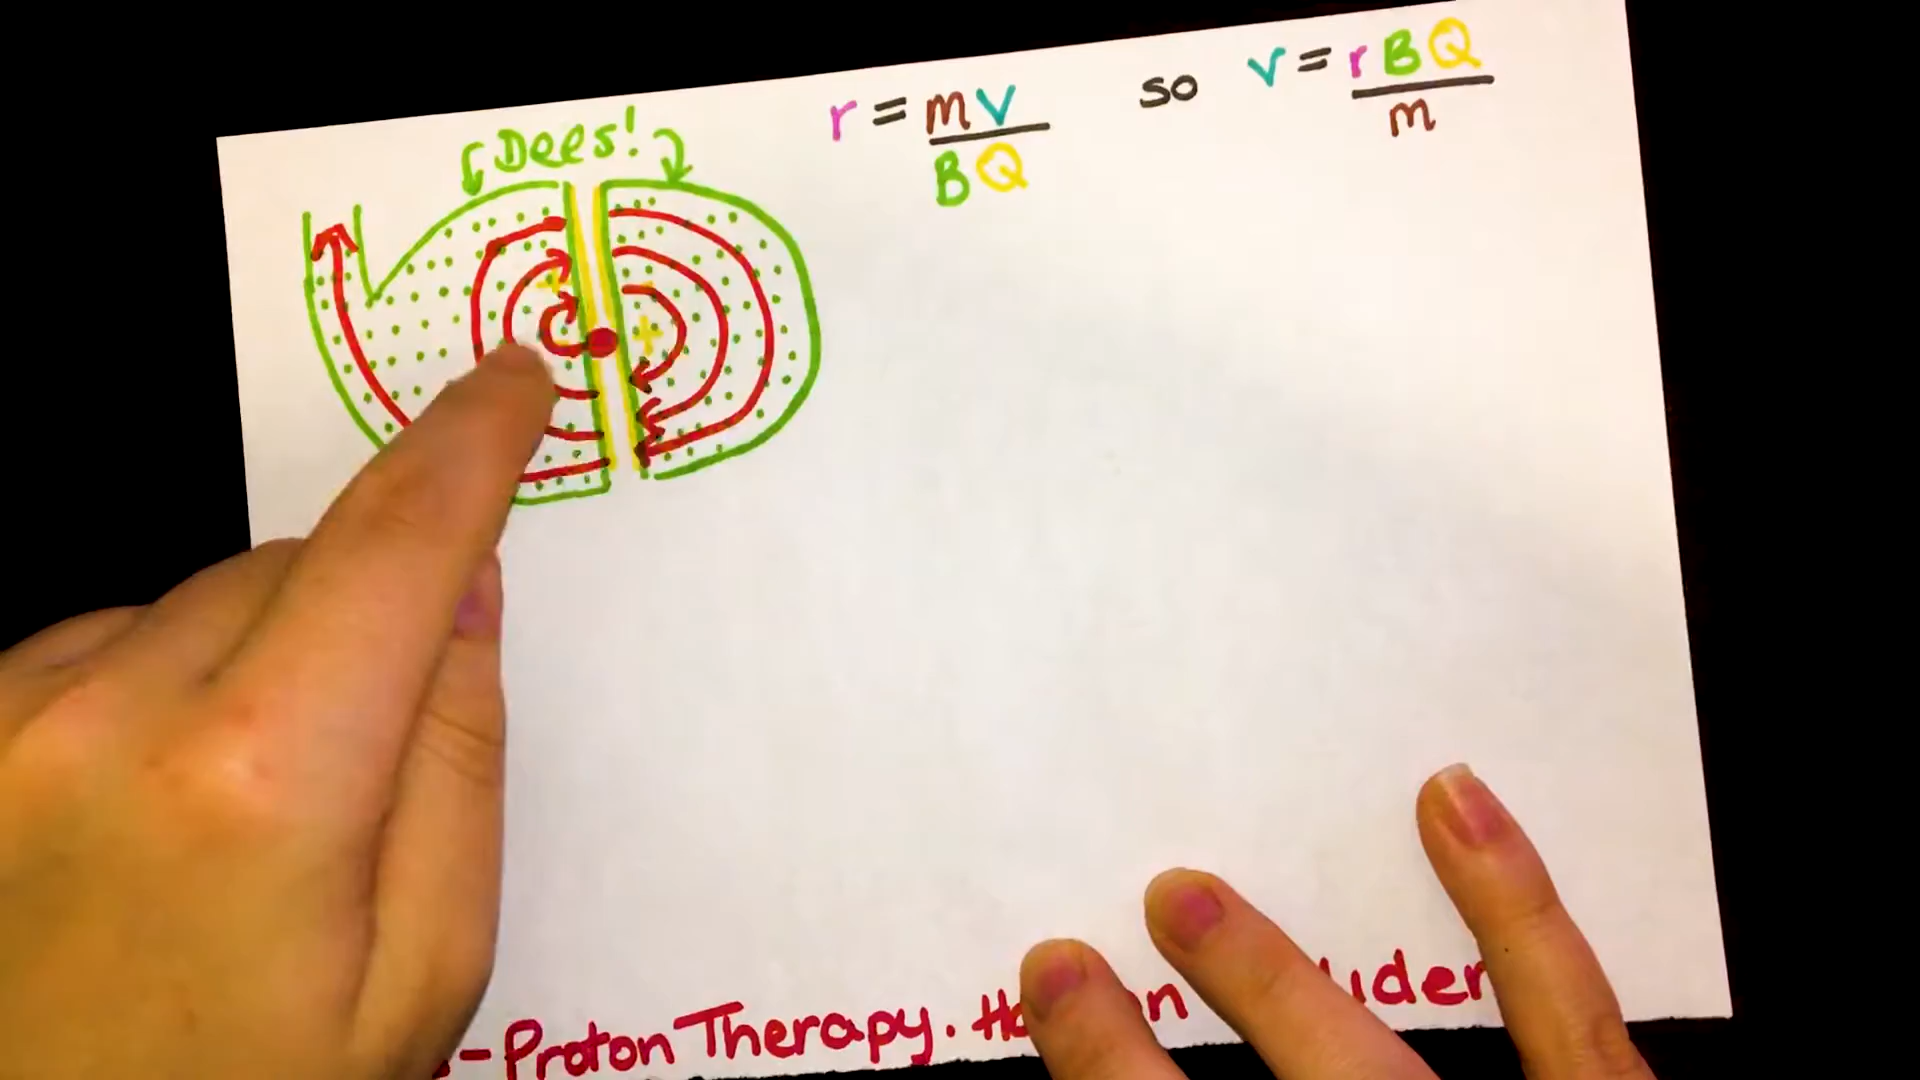 Dees!
r = mv/BQ so v = rBQ/m
+ +
-Proton Therapy.